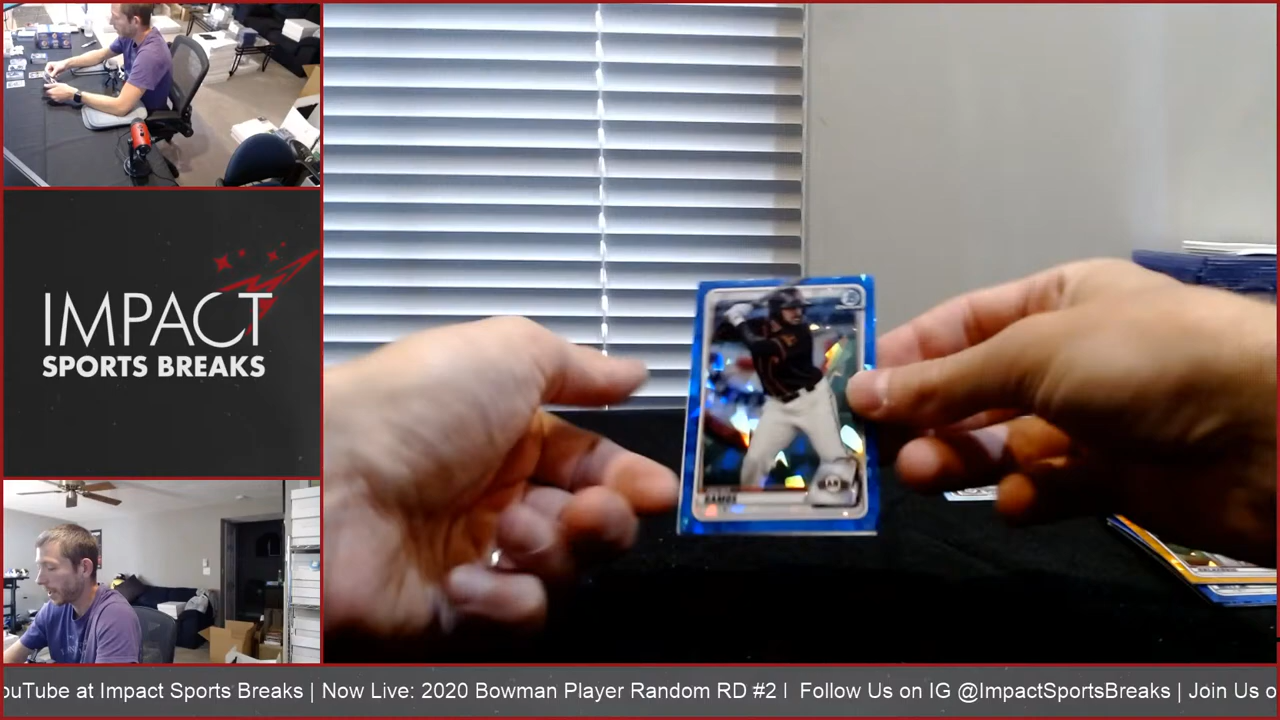 IMPACT
SPORTS BREAKS
RAMOS
ouTube at Impact Sports Breaks | Now Live: 2020 Bowman Player Random RD #2 | Follow Us on IG @ImpactSportsBreaks | Join Us o